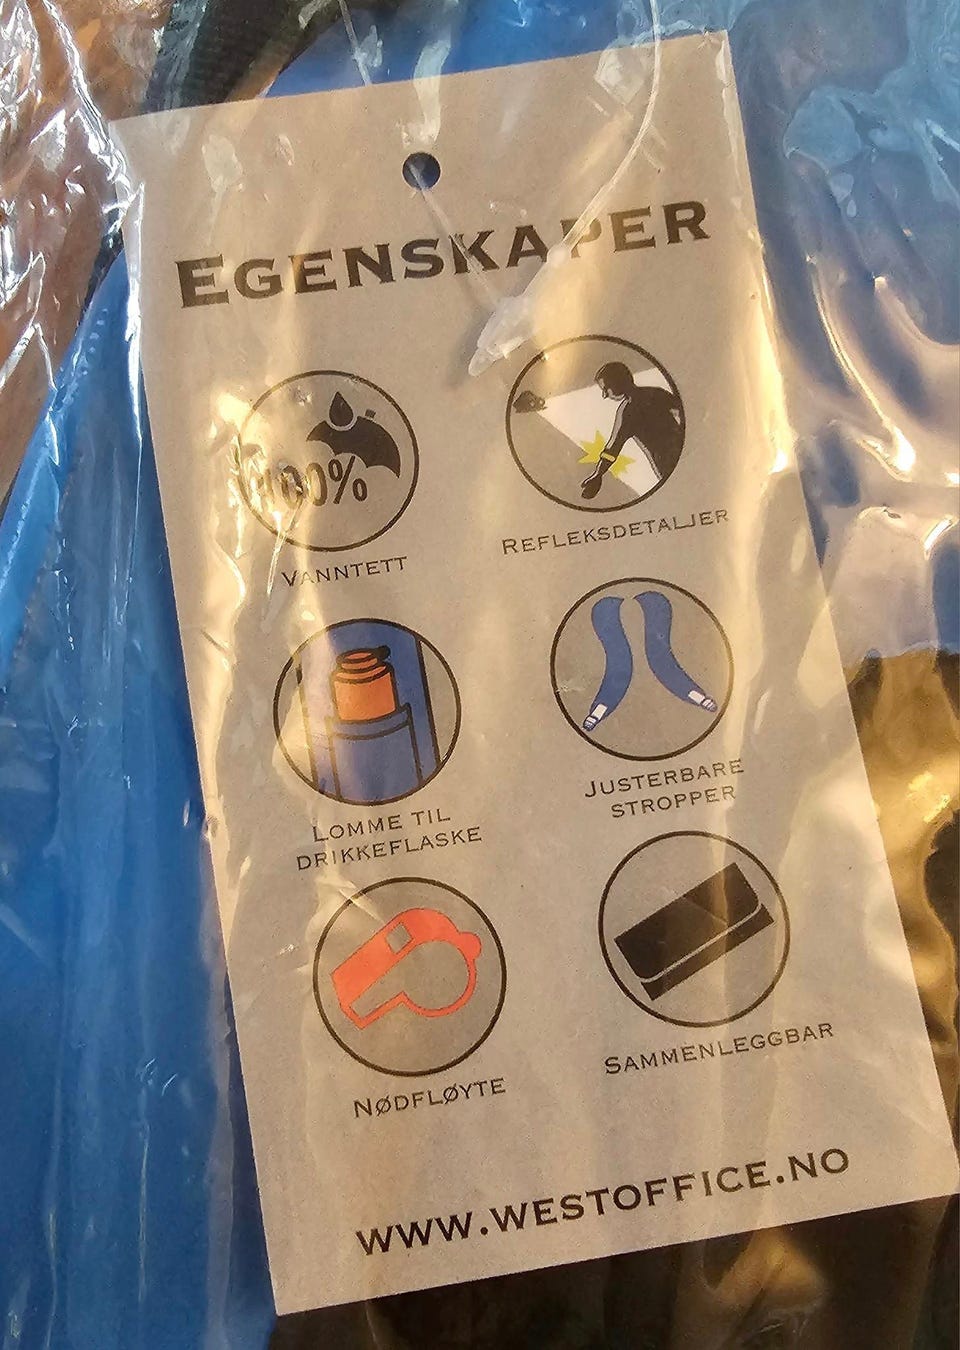 EGENSKAPER
100%
VANNTETT
REFLEKSDETALJER
LOMME TIL
DRIKKEFLASKE
JUSTERBARE
STROPPER
NØDFLØYTE
SAMMENLEGGBAR
WWW.WESTOFFICE.NO